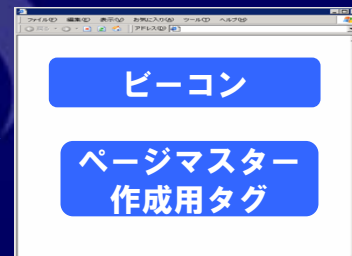 ファイル(F) 編集(E) 表示(V) お気に入り(A) ツール(T) ヘルプ(H)
アドレス(D)
ビーコン
ページマスター
作成用タグ